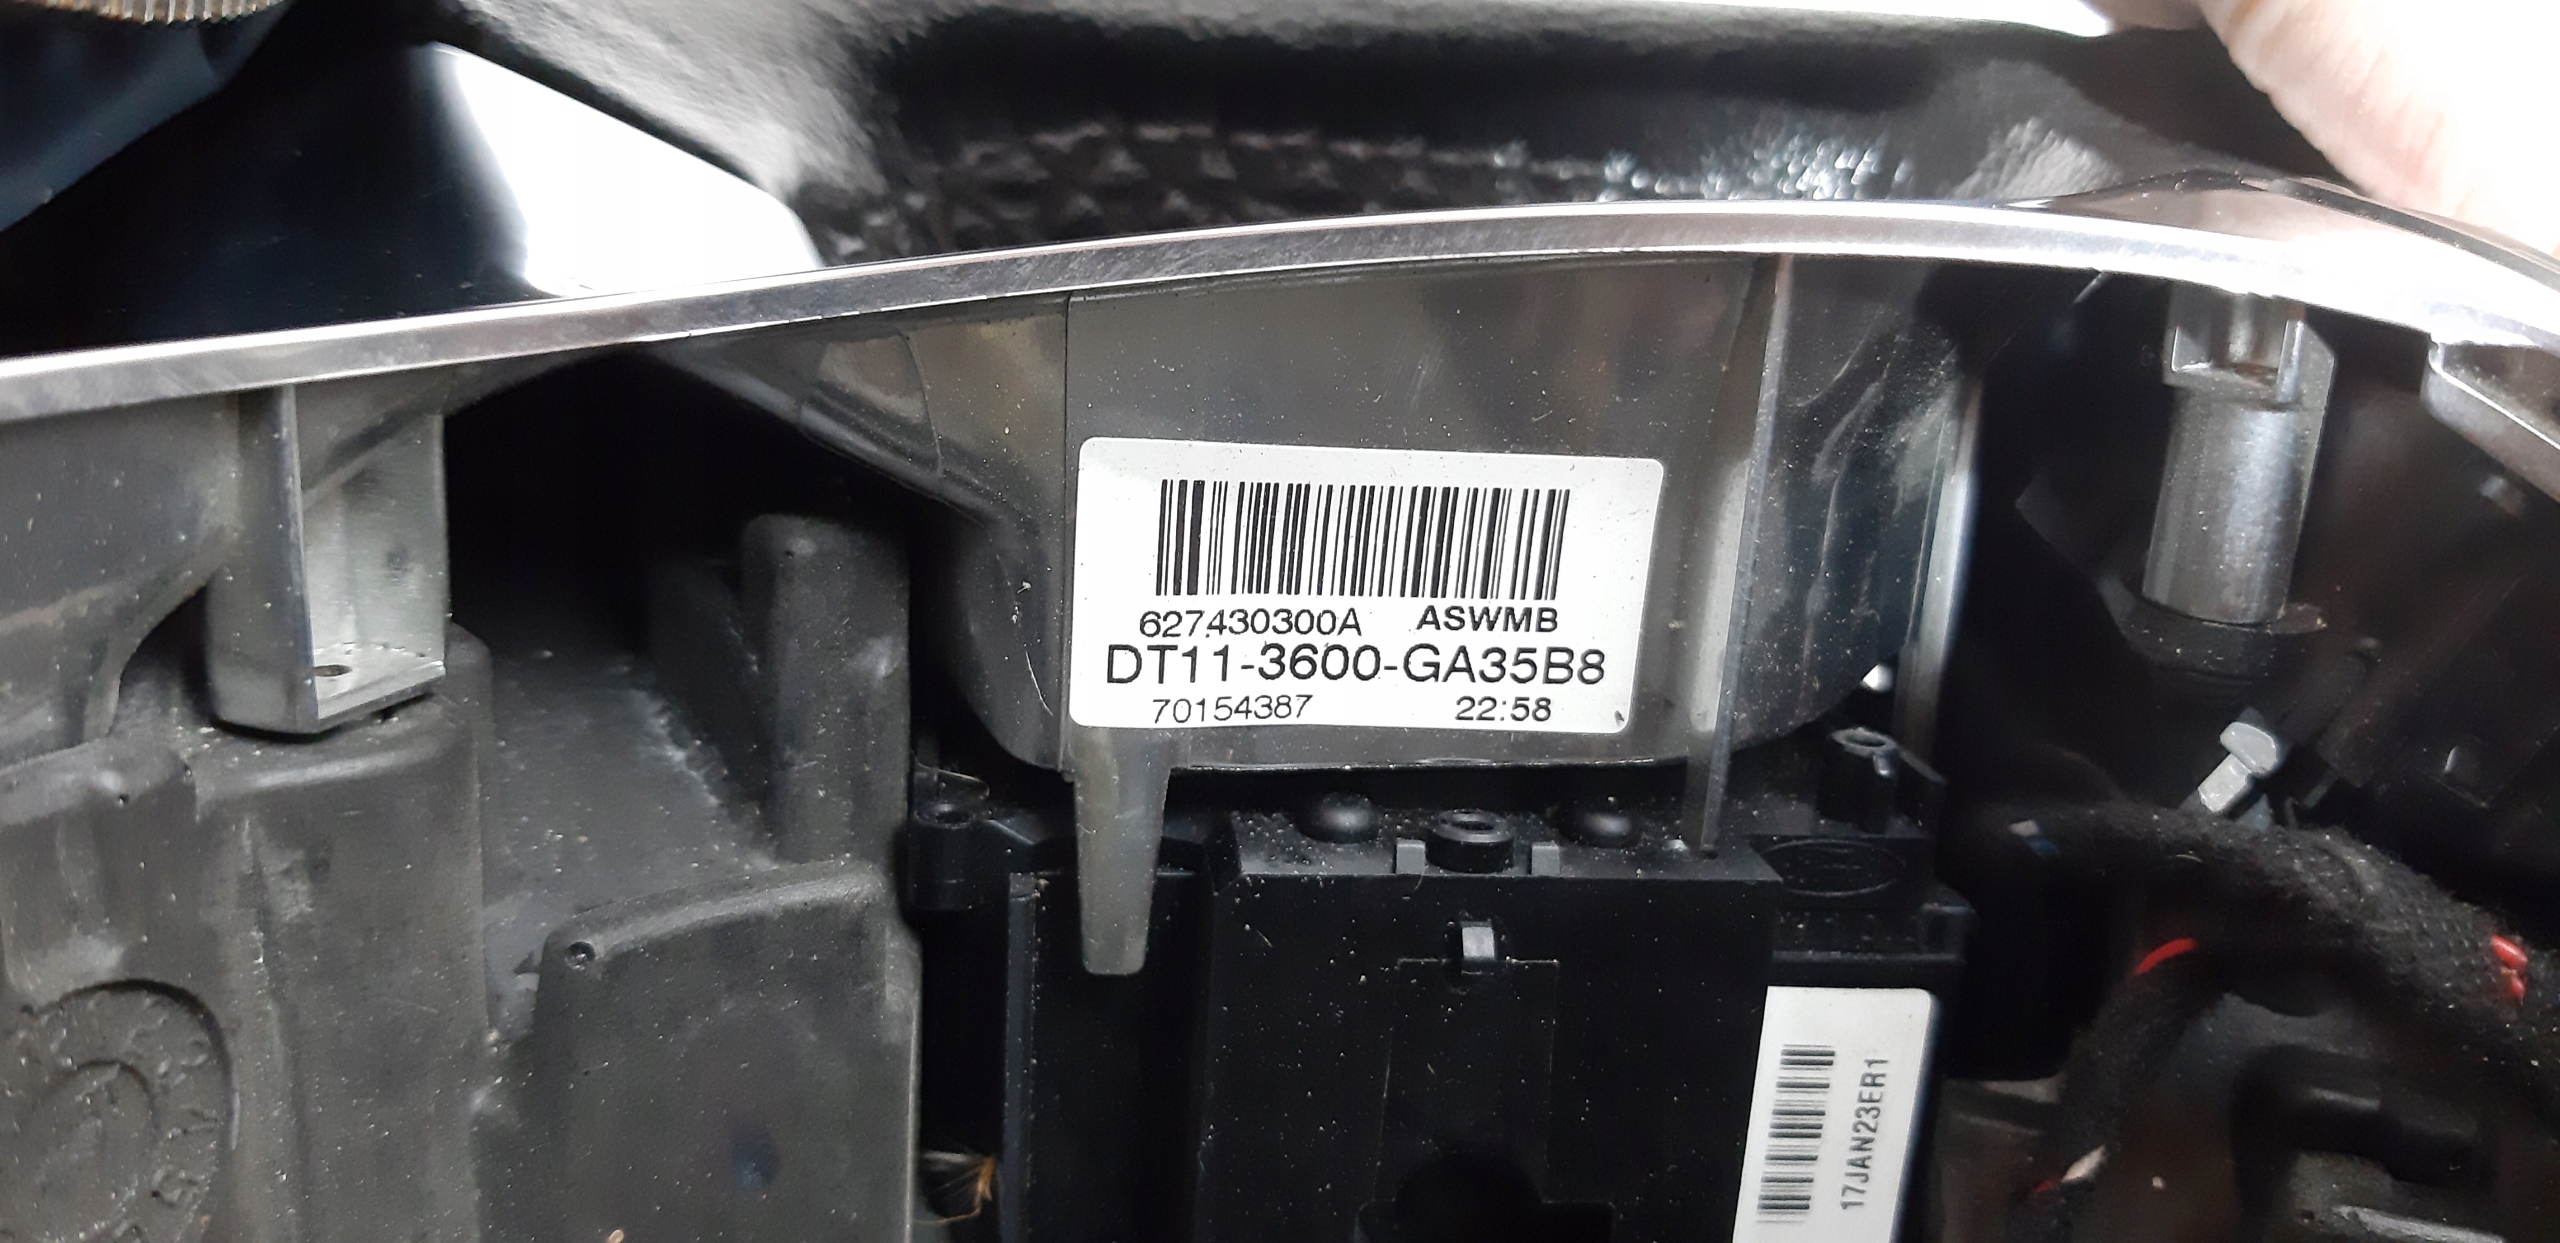 627430300A ASWMB
DT11-3600-GA35B8
70154387 22:58
17JAN23ER1